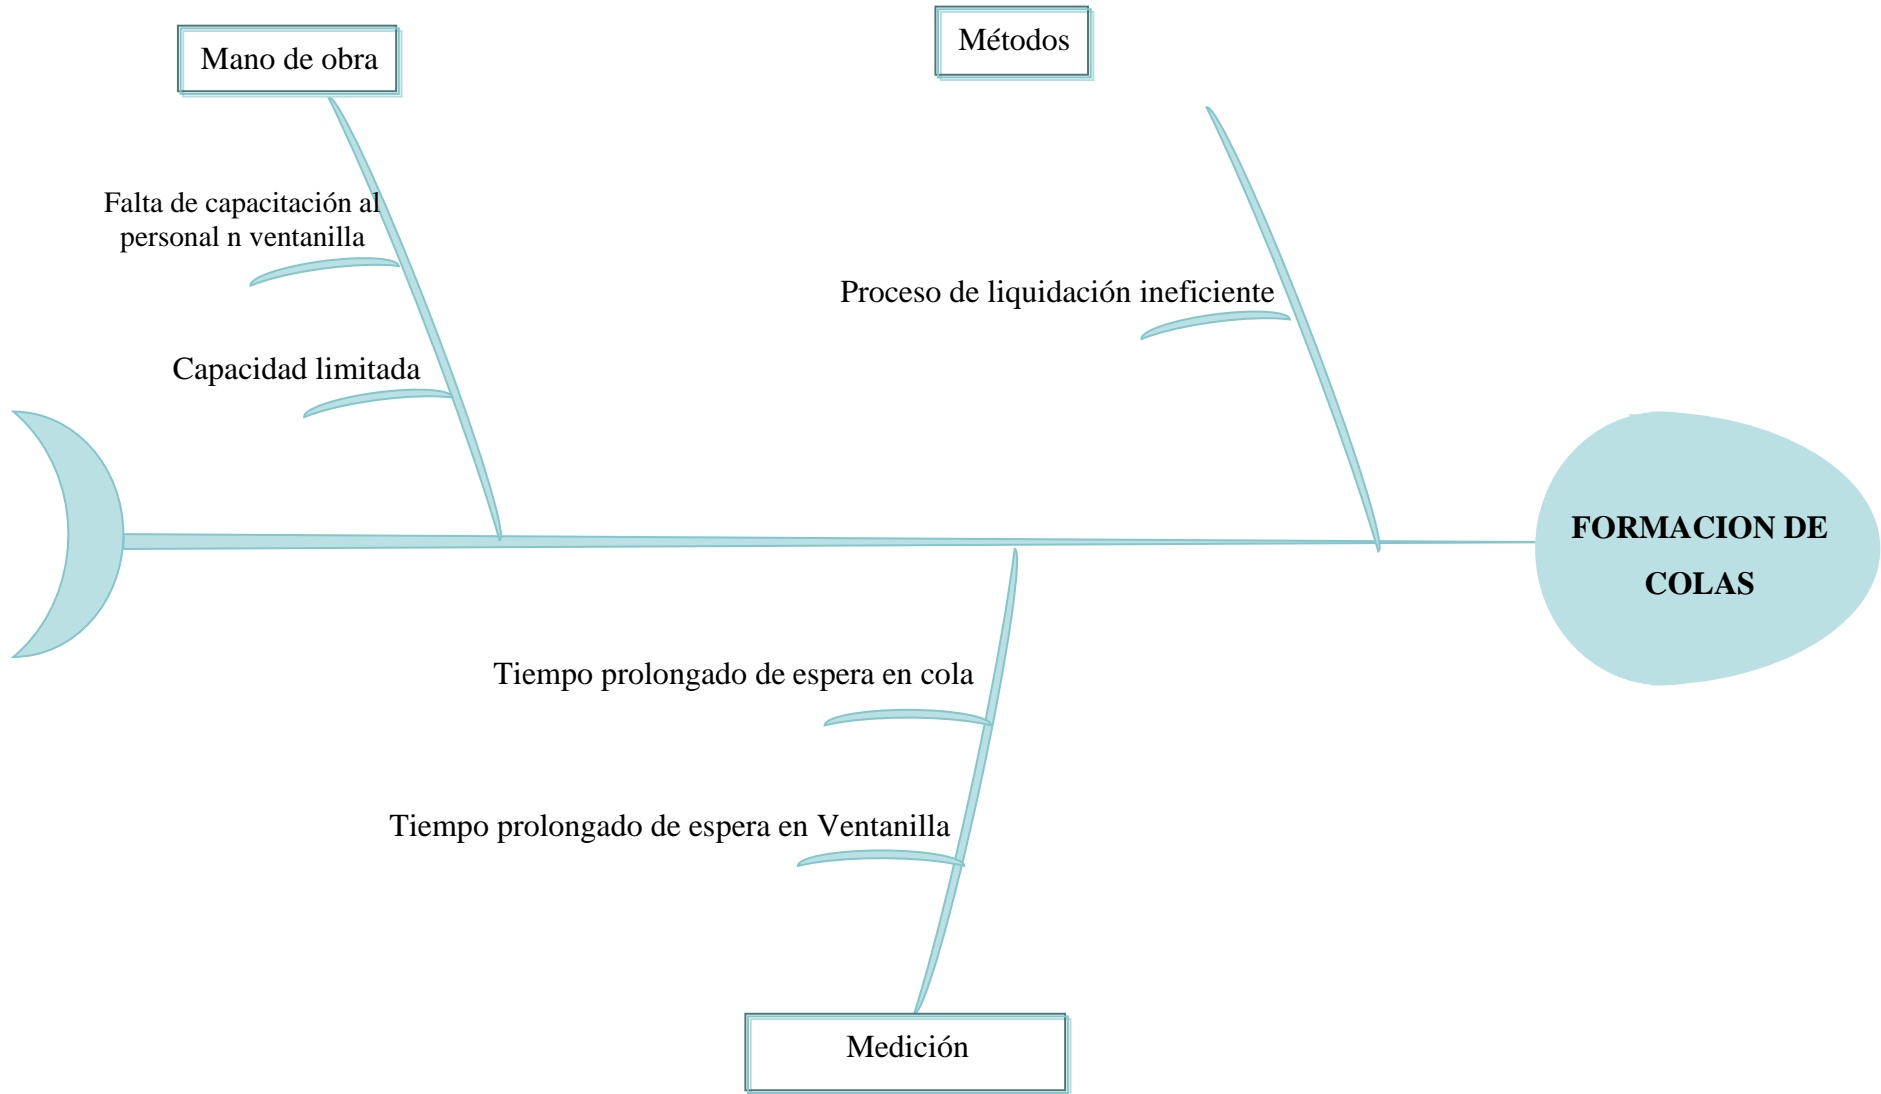 Mano de obra
Métodos
Falta de capacitación al
personal n ventanilla
Proceso de liquidación ineficiente
Capacidad limitada
FORMACION DE
COLAS
Tiempo prolongado de espera en cola
Tiempo prolongado de espera en Ventanilla
Medición